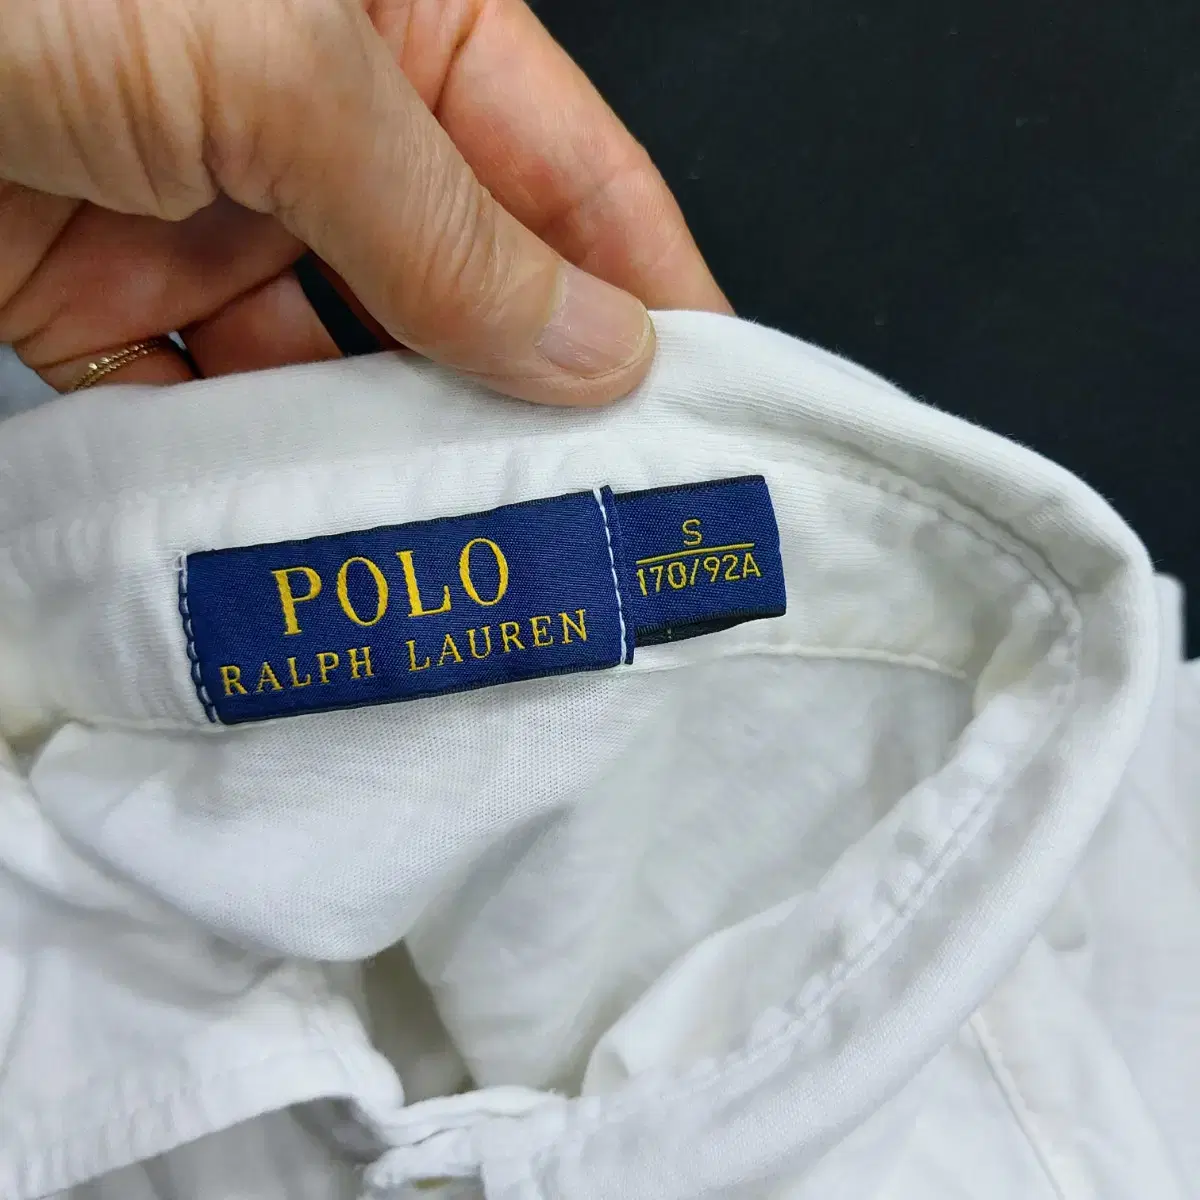 POLO
RALPH LAUREN
S
170/92A